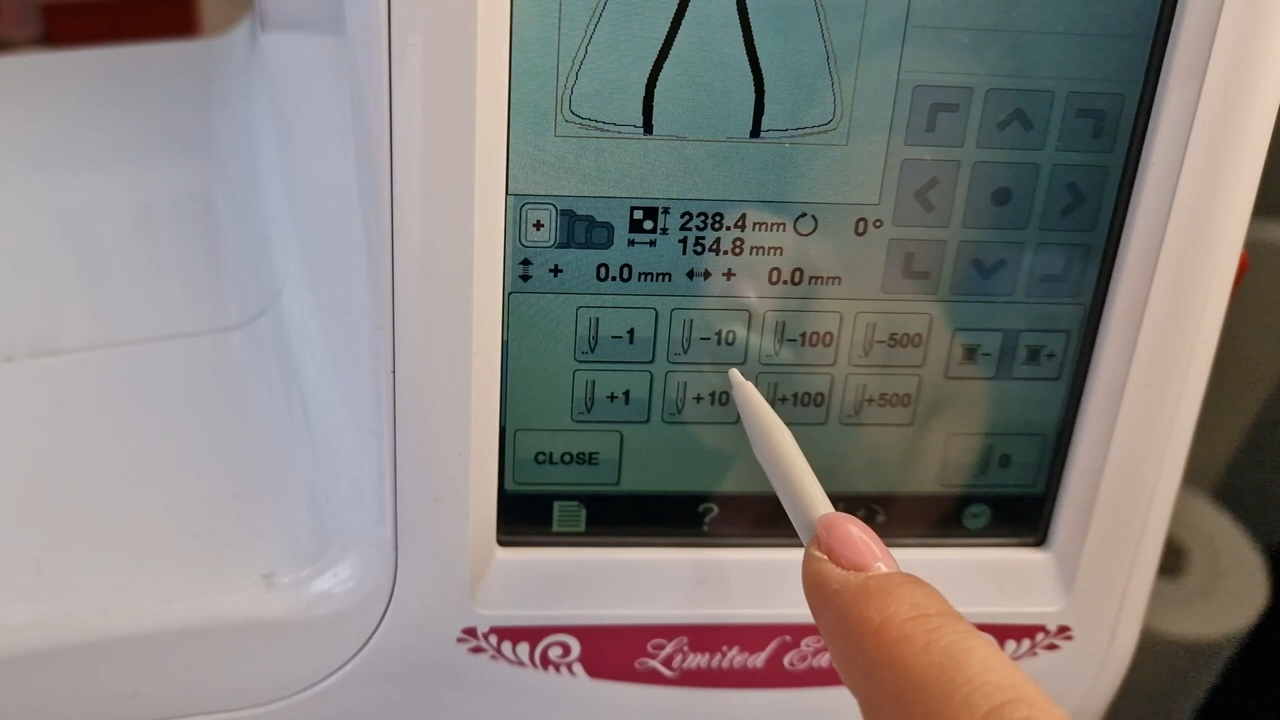 238.4 mm 0°
154.8 mm
+ 0.0 mm + 0.0 mm
-1 -10 -100 -500 -
+1 +10 +100 +500 +
CLOSE 0
?
Limited